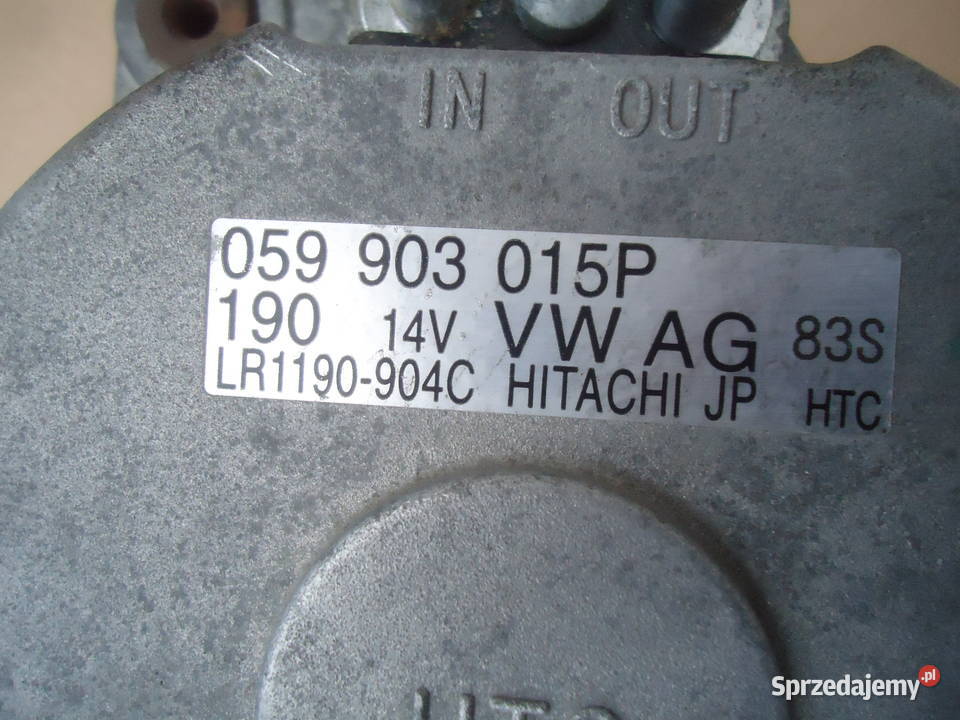 IN OUT
059 903 015P
190 14V VW AG 83S
LR1190-904C HITACHI JP HTC
Sprzedajemy.pl